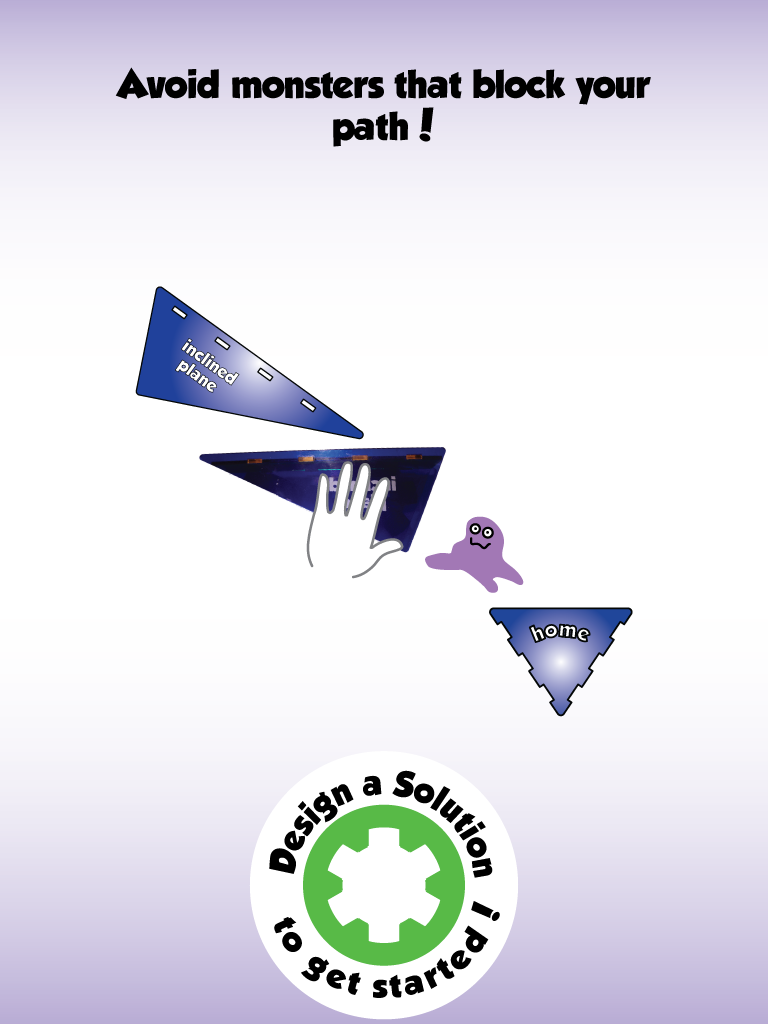 Avoid monsters that block your
path!
inclined
plane
home
Design a Solution
to get started!